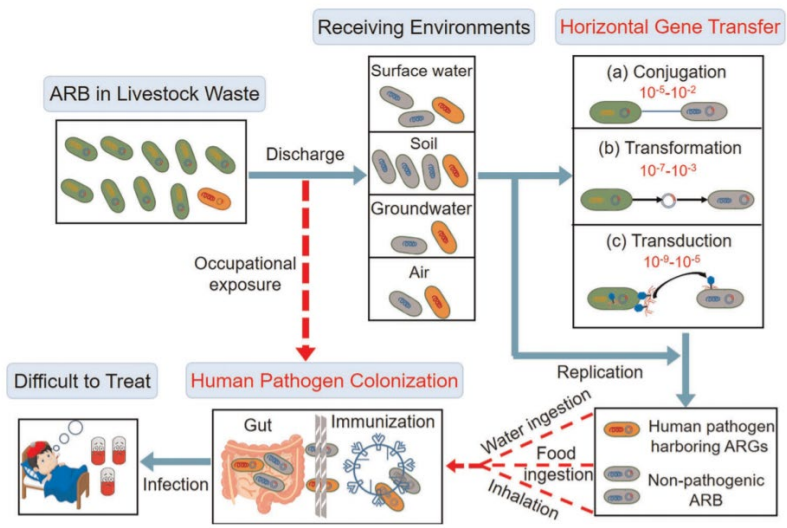 Receiving Environments
Horizontal Gene Transfer
ARB in Livestock Waste
Discharge
Occupational
exposure
Surface water
Soil
Groundwater
Air
(a) Conjugation
10⁻⁵-10⁻²
(b) Transformation
10⁻⁷-10⁻³
(c) Transduction
10⁻⁹-10⁻⁵
Replication
Difficult to Treat
Human Pathogen Colonization
Infection
Gut
Immunization
Water ingestion
Food
ingestion
Inhalation
Human pathogen
harboring ARGs
Non-pathogenic
ARB